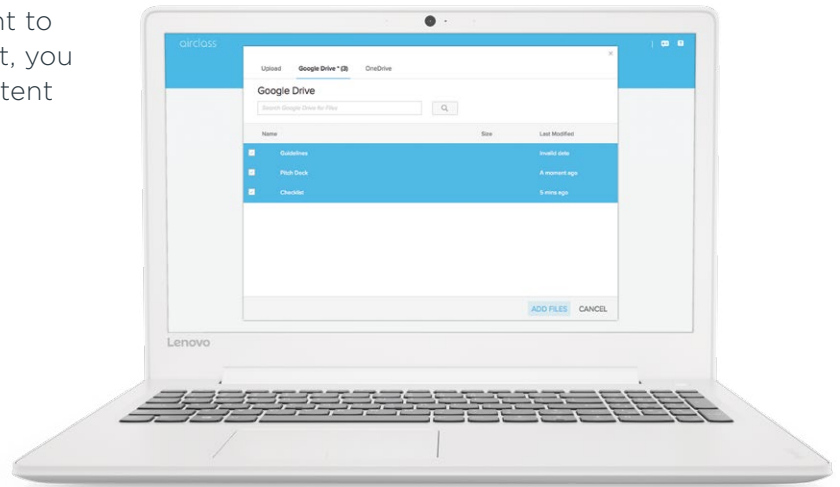 nt to
t, you
tent
airclass
Upload Google Drive * (3) OneDrive
Google Drive
Search Google Drive for Files
Name Size Last Modified
Guidelines Invalid date
Pitch Deck A moment ago
Checklist 5 mins ago
ADD FILES CANCEL
Lenovo